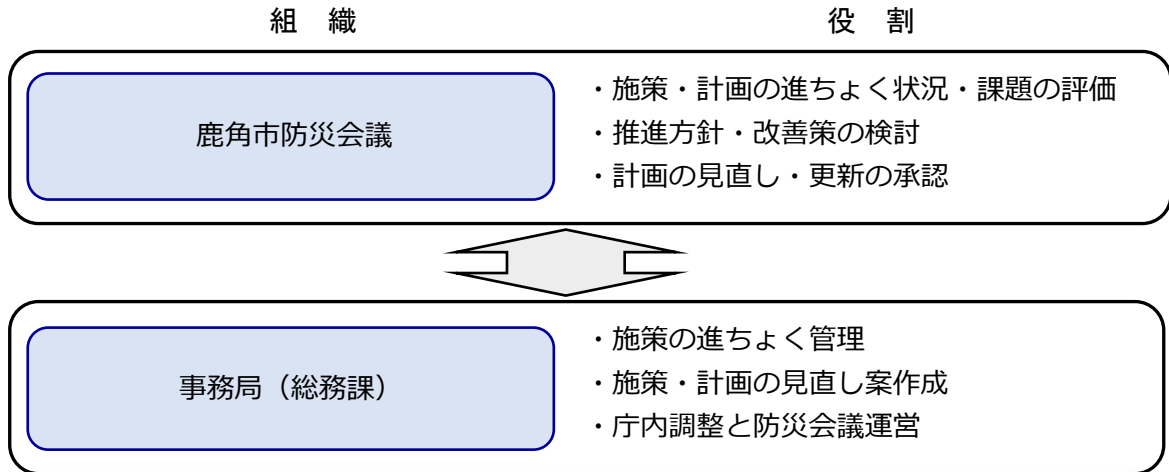 組　織　役　割
鹿角市防災会議
・施策・計画の進ちょく状況・課題の評価
・推進方針・改善策の検討
・計画の見直し・更新の承認
事務局（総務課）
・施策の進ちょく管理
・施策・計画の見直し案作成
・庁内調整と防災会議運営